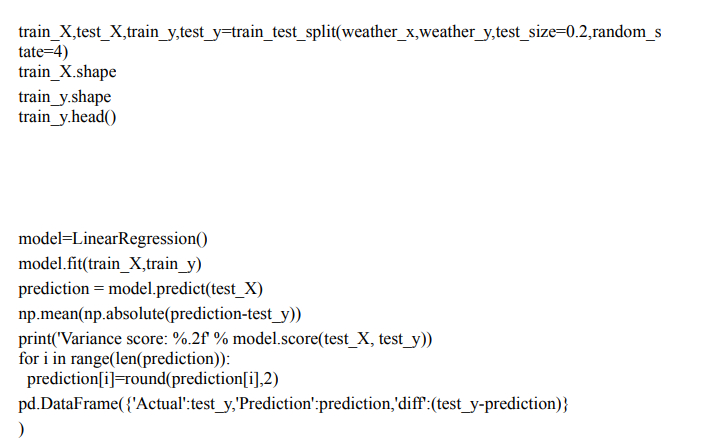 train_X,test_X,train_y,test_y=train_test_split(weather_x,weather_y,test_size=0.2,random_s
tate=4)
train_X.shape
train_y.shape
train_y.head()
model=LinearRegression()
model.fit(train_X,train_y)
prediction = model.predict(test_X)
np.mean(np.absolute(prediction-test_y))
print('Variance score: %.2f' % model.score(test_X, test_y))
for i in range(len(prediction)):
  prediction[i]=round(prediction[i],2)
pd.DataFrame({'Actual':test_y,'Prediction':prediction,'diff':(test_y-prediction)}
)